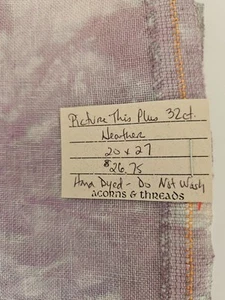 Picture This Plus 32ct.
Heather
20 x 27
$26.75
Hand Dyed - Do Not Wash
ACORNS & THREADS